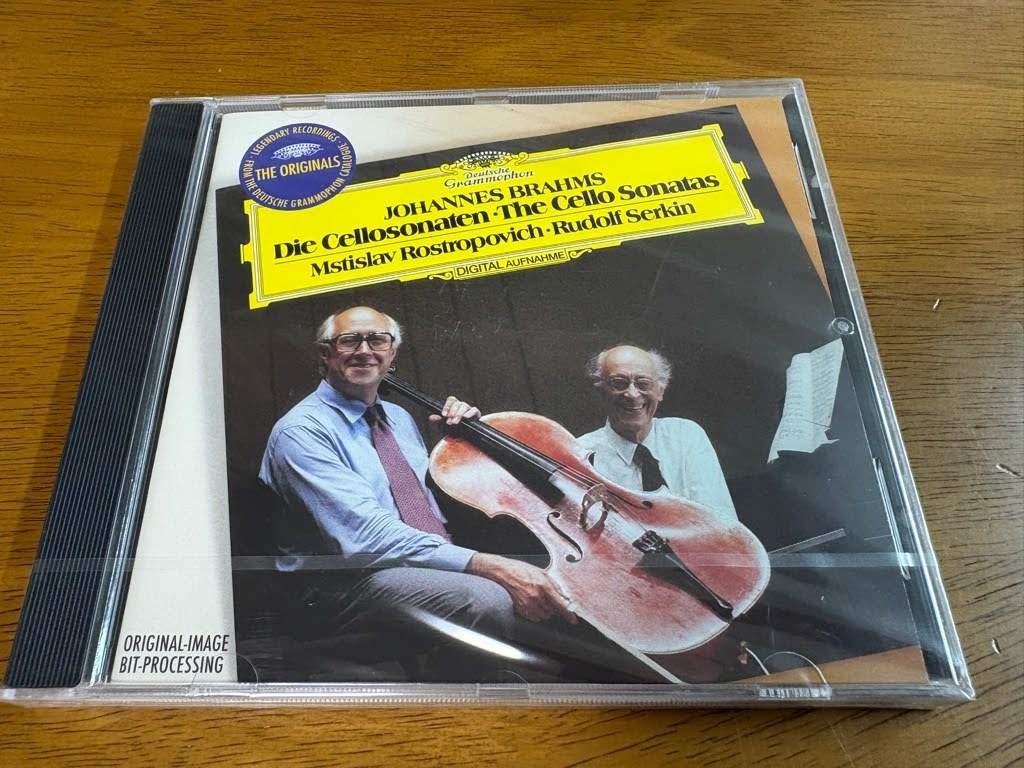 LEGENDARY RECORDINGS
THE ORIGINALS
FROM THE DEUTSCHE GRAMMOPHON CATALOGUE
Deutsche
Grammophon
JOHANNES BRAHMS
Die Cellosonaten · The Cello Sonatas
Mstislav Rostropovich · Rudolf Serkin
DIGITAL AUFNAHME
ORIGINAL-IMAGE
BIT-PROCESSING